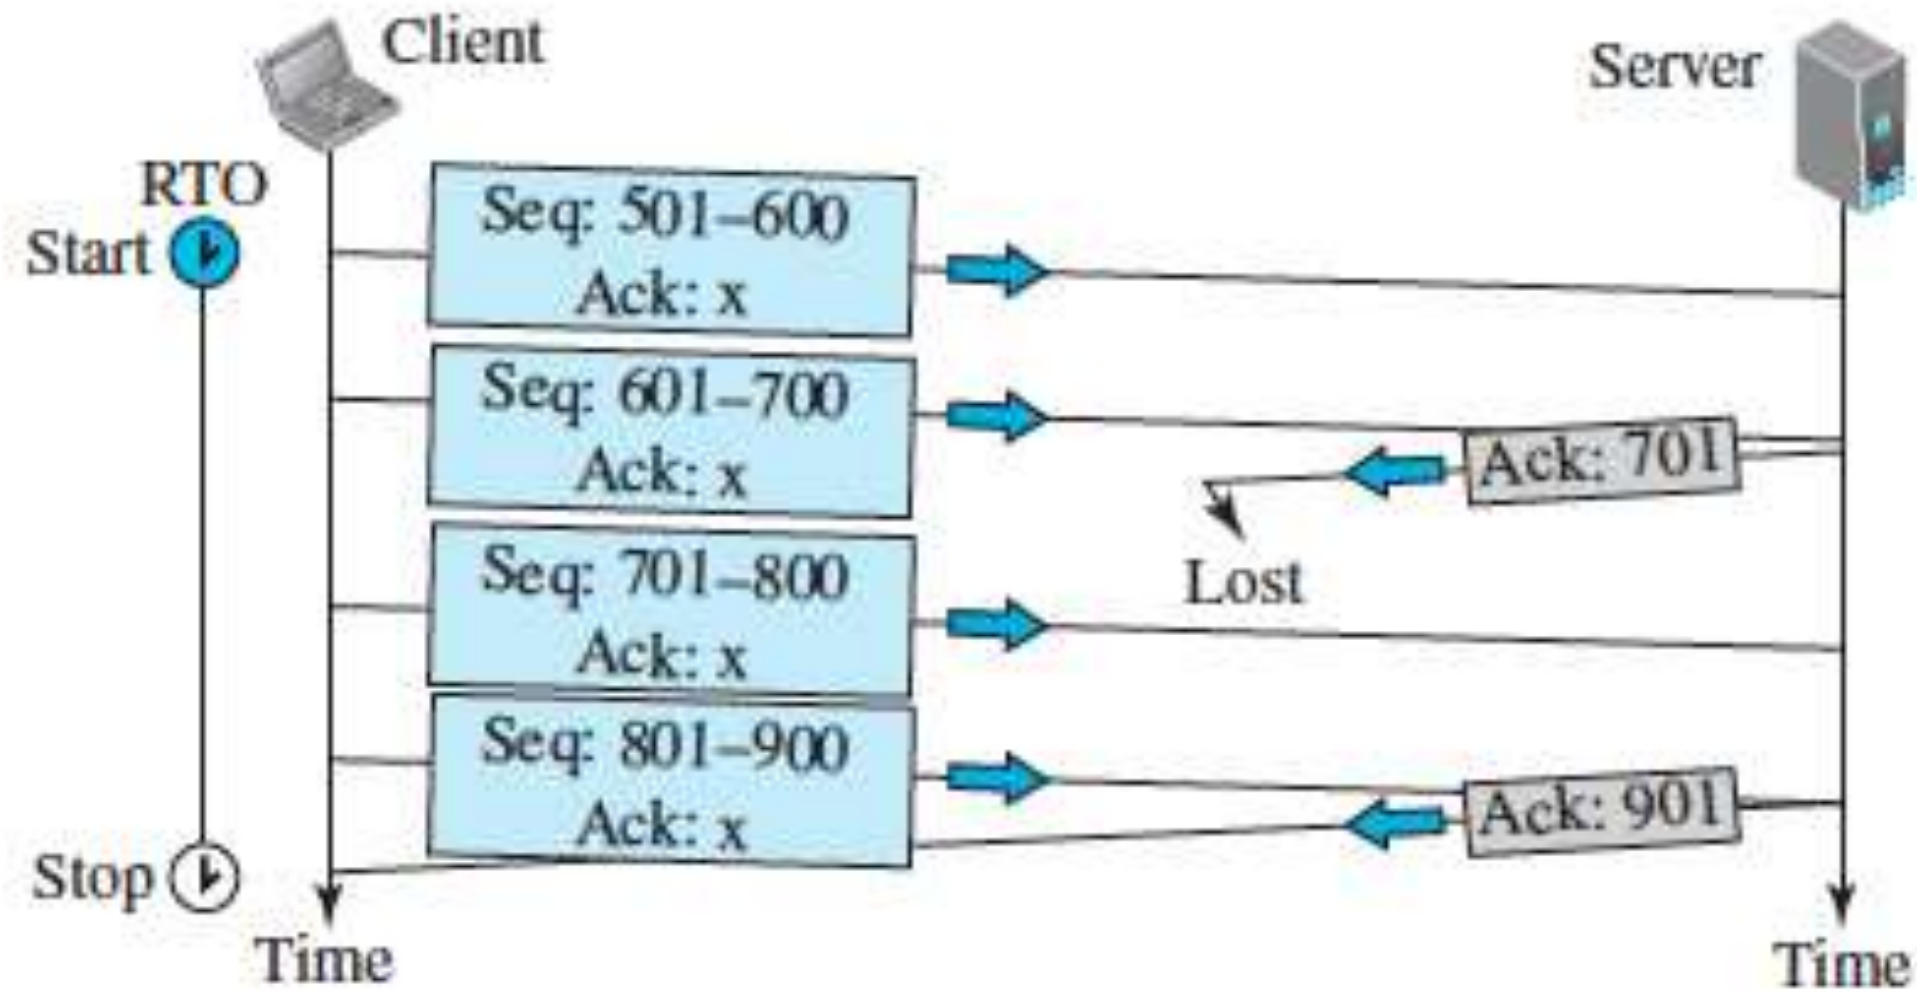 Client
Server
RTO
Start
Seq: 501–600
Ack: x
Seq: 601–700
Ack: x
Ack: 701
Lost
Seq: 701–800
Ack: x
Seq: 801–900
Ack: x
Ack: 901
Stop
Time
Time